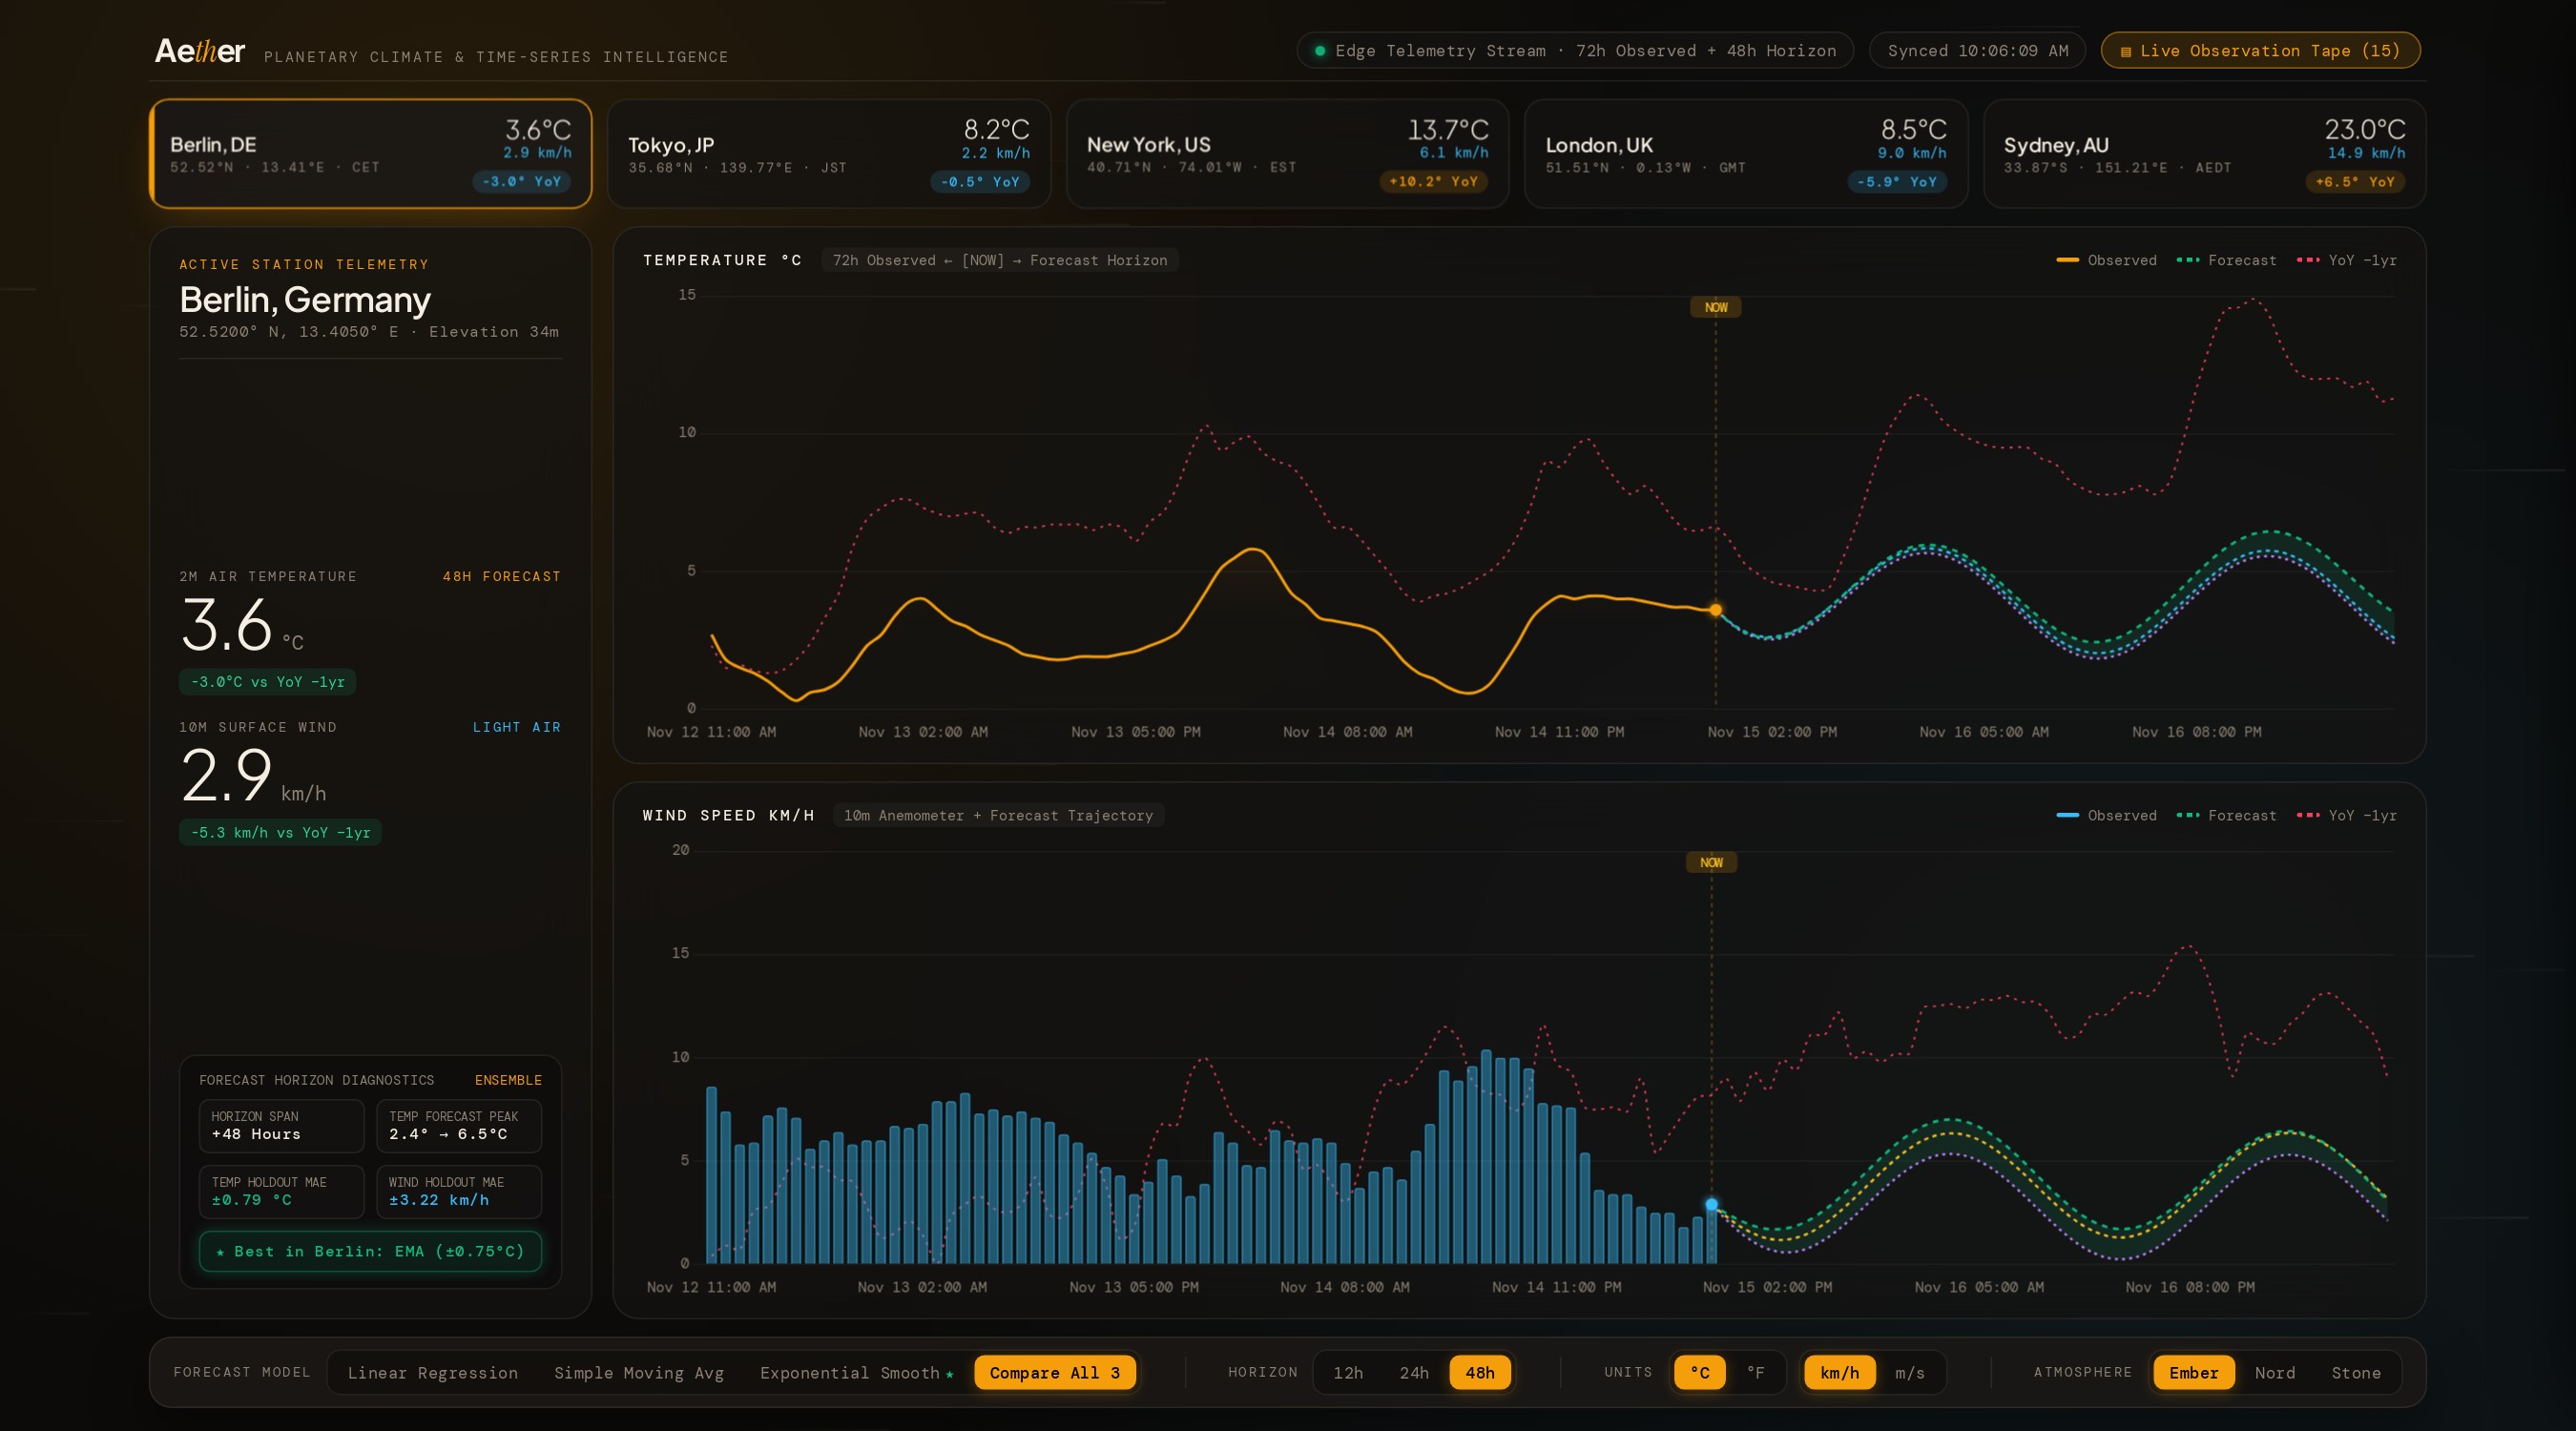 Aether PLANETARY CLIMATE & TIME-SERIES INTELLIGENCE
Edge Telemetry Stream · 72h Observed + 48h Horizon
Synced 10:06:09 AM
▤ Live Observation Tape (15)
Berlin, DE
52.52°N · 13.41°E · CET
3.6°C
2.9 km/h
-3.0° YoY
Tokyo, JP
35.68°N · 139.77°E · JST
8.2°C
2.2 km/h
-0.5° YoY
New York, US
40.71°N · 74.01°W · EST
13.7°C
6.1 km/h
+10.2° YoY
London, UK
51.51°N · 0.13°W · GMT
8.5°C
9.0 km/h
-5.9° YoY
Sydney, AU
33.87°S · 151.21°E · AEDT
23.0°C
14.9 km/h
+6.5° YoY
ACTIVE STATION TELEMETRY
Berlin, Germany
52.5200° N, 13.4050° E · Elevation 34m
2M AIR TEMPERATURE
48H FORECAST
3.6 °C
-3.0°C vs YoY −1yr
10M SURFACE WIND
LIGHT AIR
2.9 km/h
-5.3 km/h vs YoY −1yr
FORECAST HORIZON DIAGNOSTICS
ENSEMBLE
HORIZON SPAN
+48 Hours
TEMP FORECAST PEAK
2.4° → 6.5°C
TEMP HOLDOUT MAE
±0.79 °C
WIND HOLDOUT MAE
±3.22 km/h
★ Best in Berlin: EMA (±0.75°C)
TEMPERATURE °C
72h Observed ← [NOW] → Forecast Horizon
Observed
Forecast
YoY −1yr
15
10
5
0
NOW
Nov 12 11:00 AM
Nov 13 02:00 AM
Nov 13 05:00 PM
Nov 14 08:00 AM
Nov 14 11:00 PM
Nov 15 02:00 PM
Nov 16 05:00 AM
Nov 16 08:00 PM
WIND SPEED KM/H
10m Anemometer + Forecast Trajectory
Observed
Forecast
YoY −1yr
20
15
10
5
0
NOW
Nov 12 11:00 AM
Nov 13 02:00 AM
Nov 13 05:00 PM
Nov 14 08:00 AM
Nov 14 11:00 PM
Nov 15 02:00 PM
Nov 16 05:00 AM
Nov 16 08:00 PM
FORECAST MODEL
Linear Regression
Simple Moving Avg
Exponential Smooth ★
Compare All 3
HORIZON
12h
24h
48h
UNITS
°C
°F
km/h
m/s
ATMOSPHERE
Ember
Nord
Stone